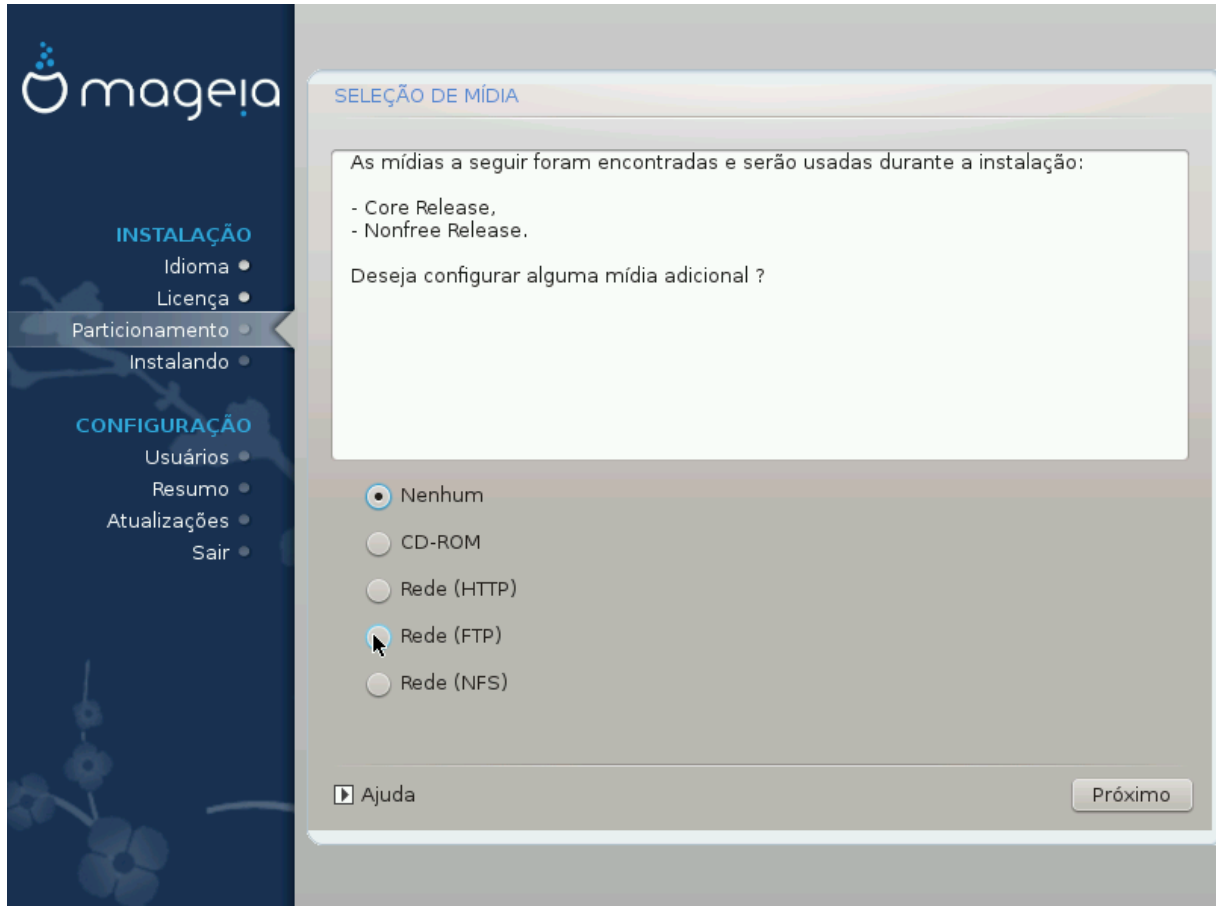 mageia
INSTALAÇÃO
Idioma
Licença
Particionamento
Instalando
CONFIGURAÇÃO
Usuários
Resumo
Atualizações
Sair
SELEÇÃO DE MÍDIA
As mídias a seguir foram encontradas e serão usadas durante a instalação:
- Core Release,
- Nonfree Release.
Deseja configurar alguma mídia adicional ?
Nenhum
CD-ROM
Rede (HTTP)
Rede (FTP)
Rede (NFS)
Ajuda
Próximo